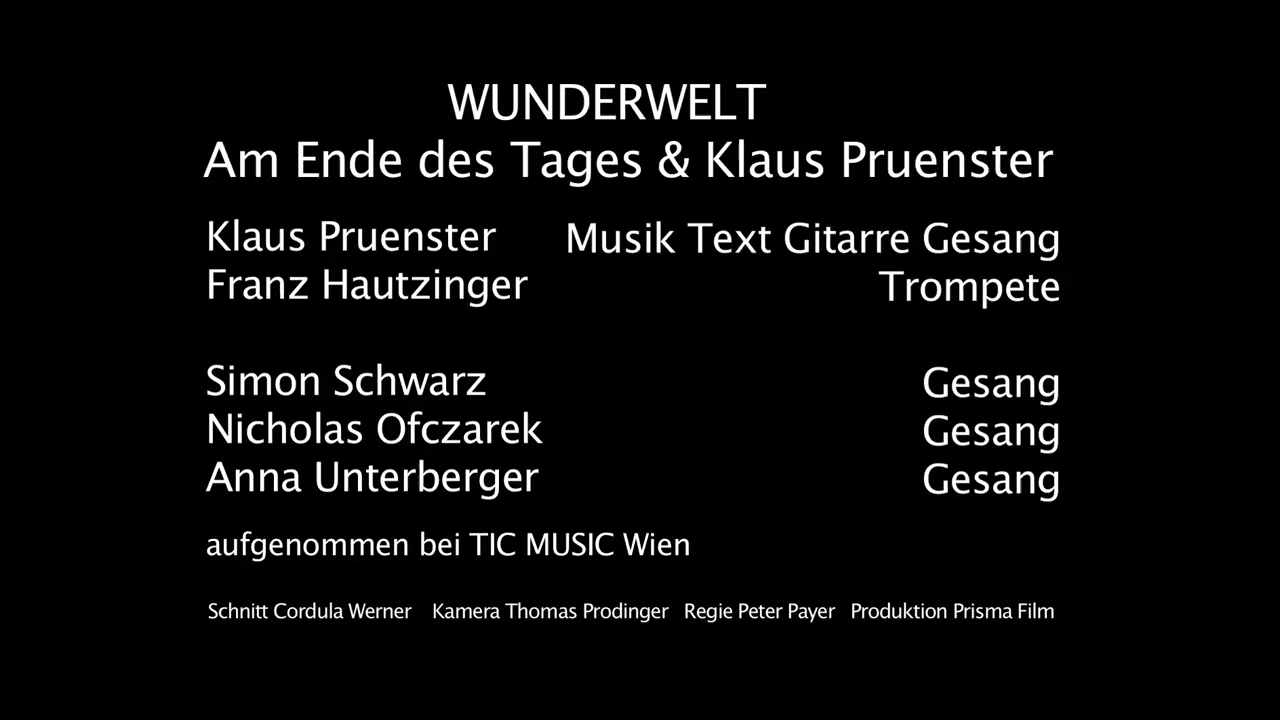 WUNDERWELT
Am Ende des Tages & Klaus Pruenster
Klaus Pruenster Musik Text Gitarre Gesang
Franz Hautzinger Trompete
Simon Schwarz Gesang
Nicholas Ofczarek Gesang
Anna Unterberger Gesang
aufgenommen bei TIC MUSIC Wien
Schnitt Cordula Werner Kamera Thomas Prodinger Regie Peter Payer Produktion Prisma Film